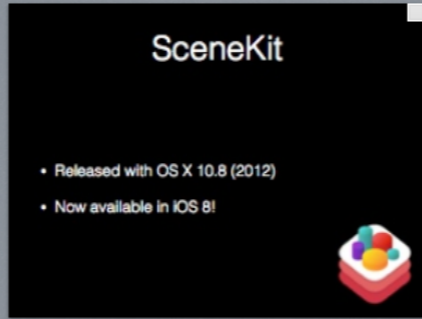 SceneKit
• Released with OS X 10.8 (2012)
• Now available in iOS 8!